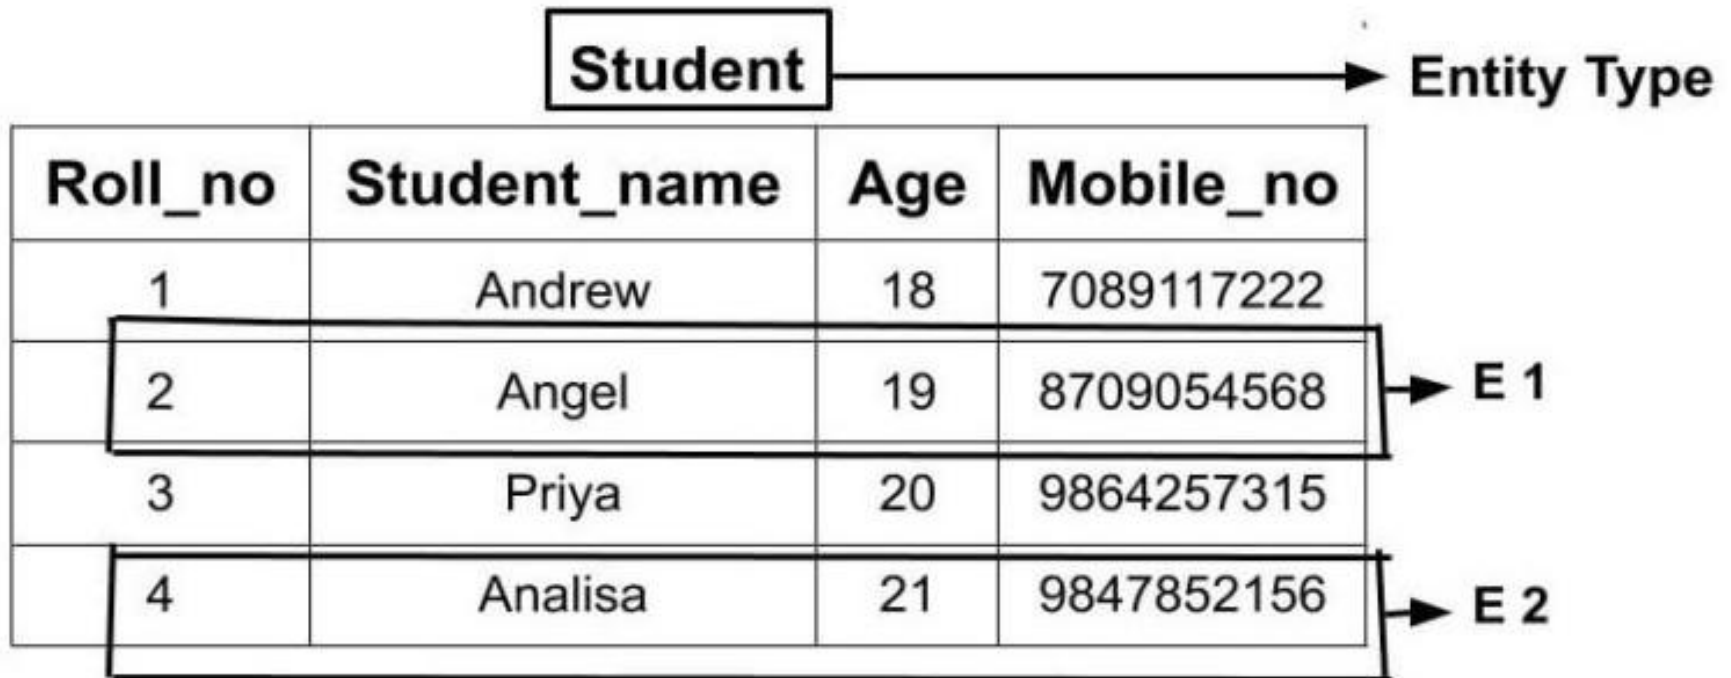 Student Entity Type
Roll_no Student_name Age Mobile_no
1 Andrew 18 7089117222
2 Angel 19 8709054568 E 1
3 Priya 20 9864257315
4 Analisa 21 9847852156 E 2